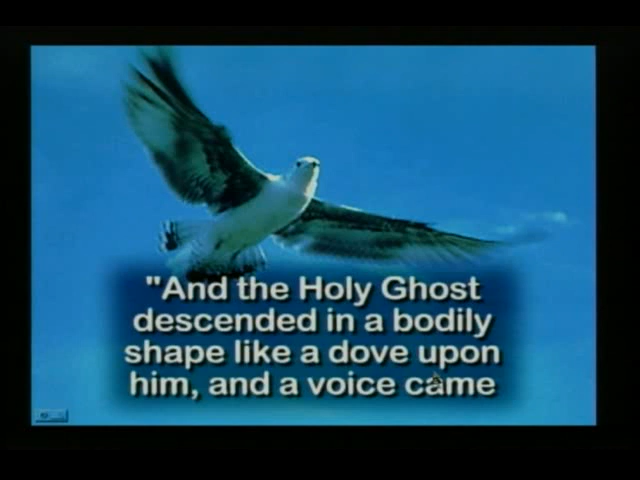 "And the Holy Ghost
descended in a bodily
shape like a dove upon
him, and a voice came